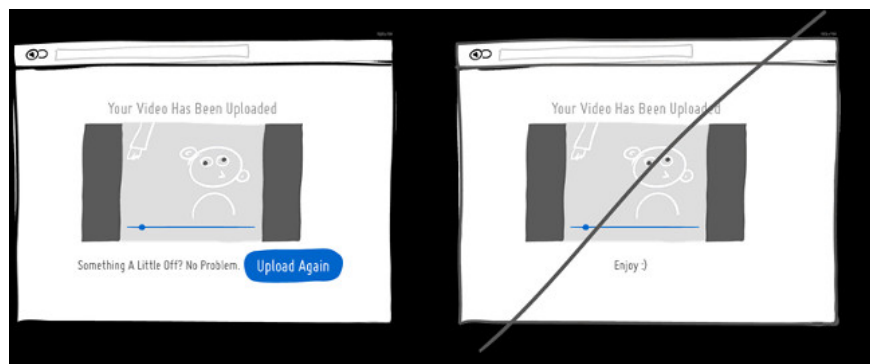 Your Video Has Been Uploaded
Something A Little Off? No Problem. Upload Again
Your Video Has Been Uploaded
Enjoy :)